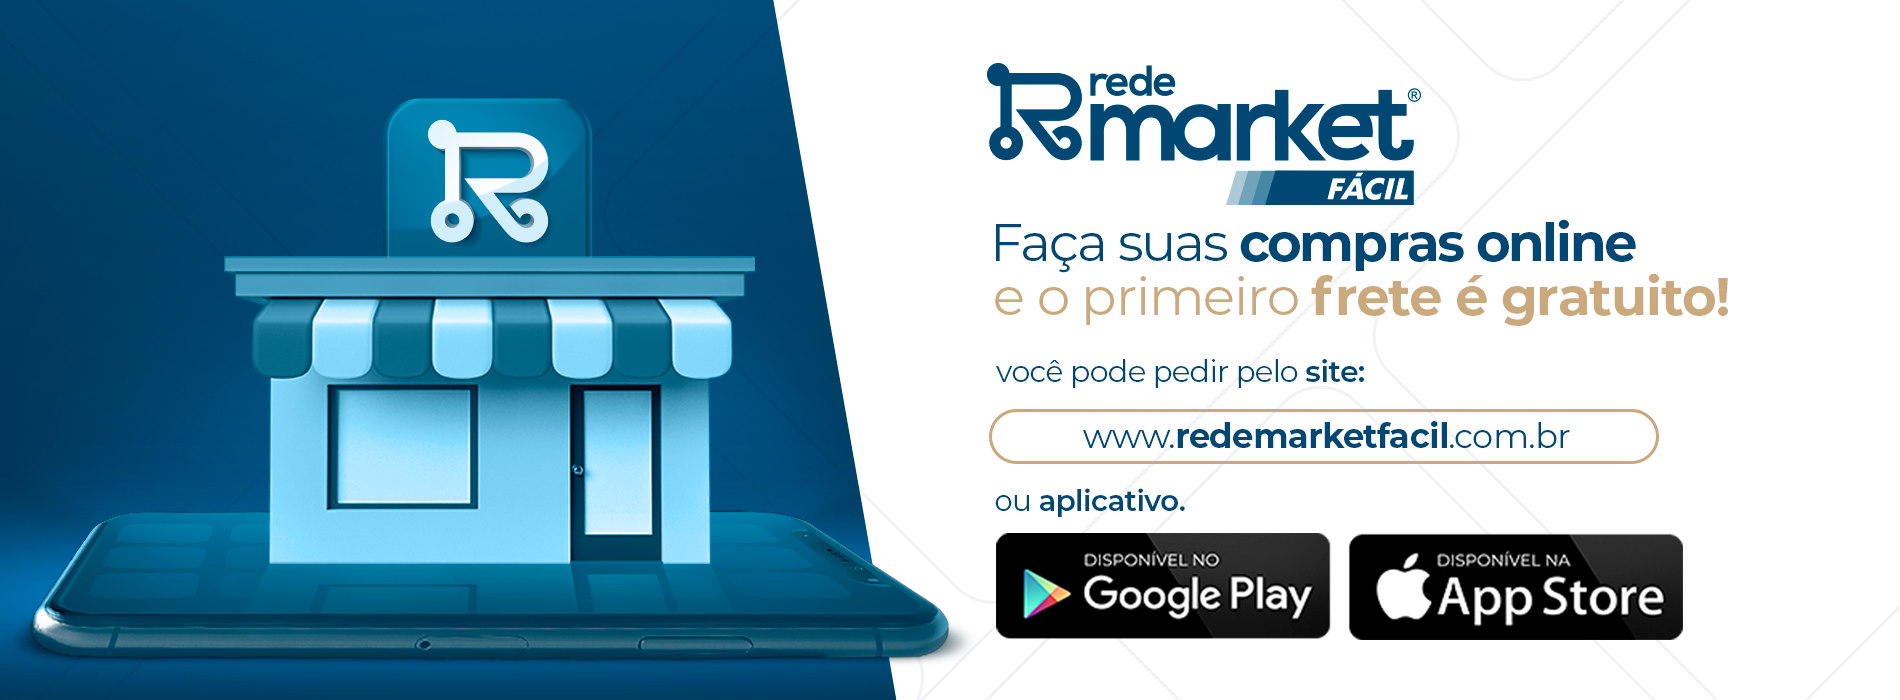 rede
market®
FÁCIL
Faça suas compras online
e o primeiro frete é gratuito!
você pode pedir pelo site:
www.redemarketfacil.com.br
ou aplicativo.
DISPONÍVEL NO
Google Play
DISPONÍVEL NA
App Store